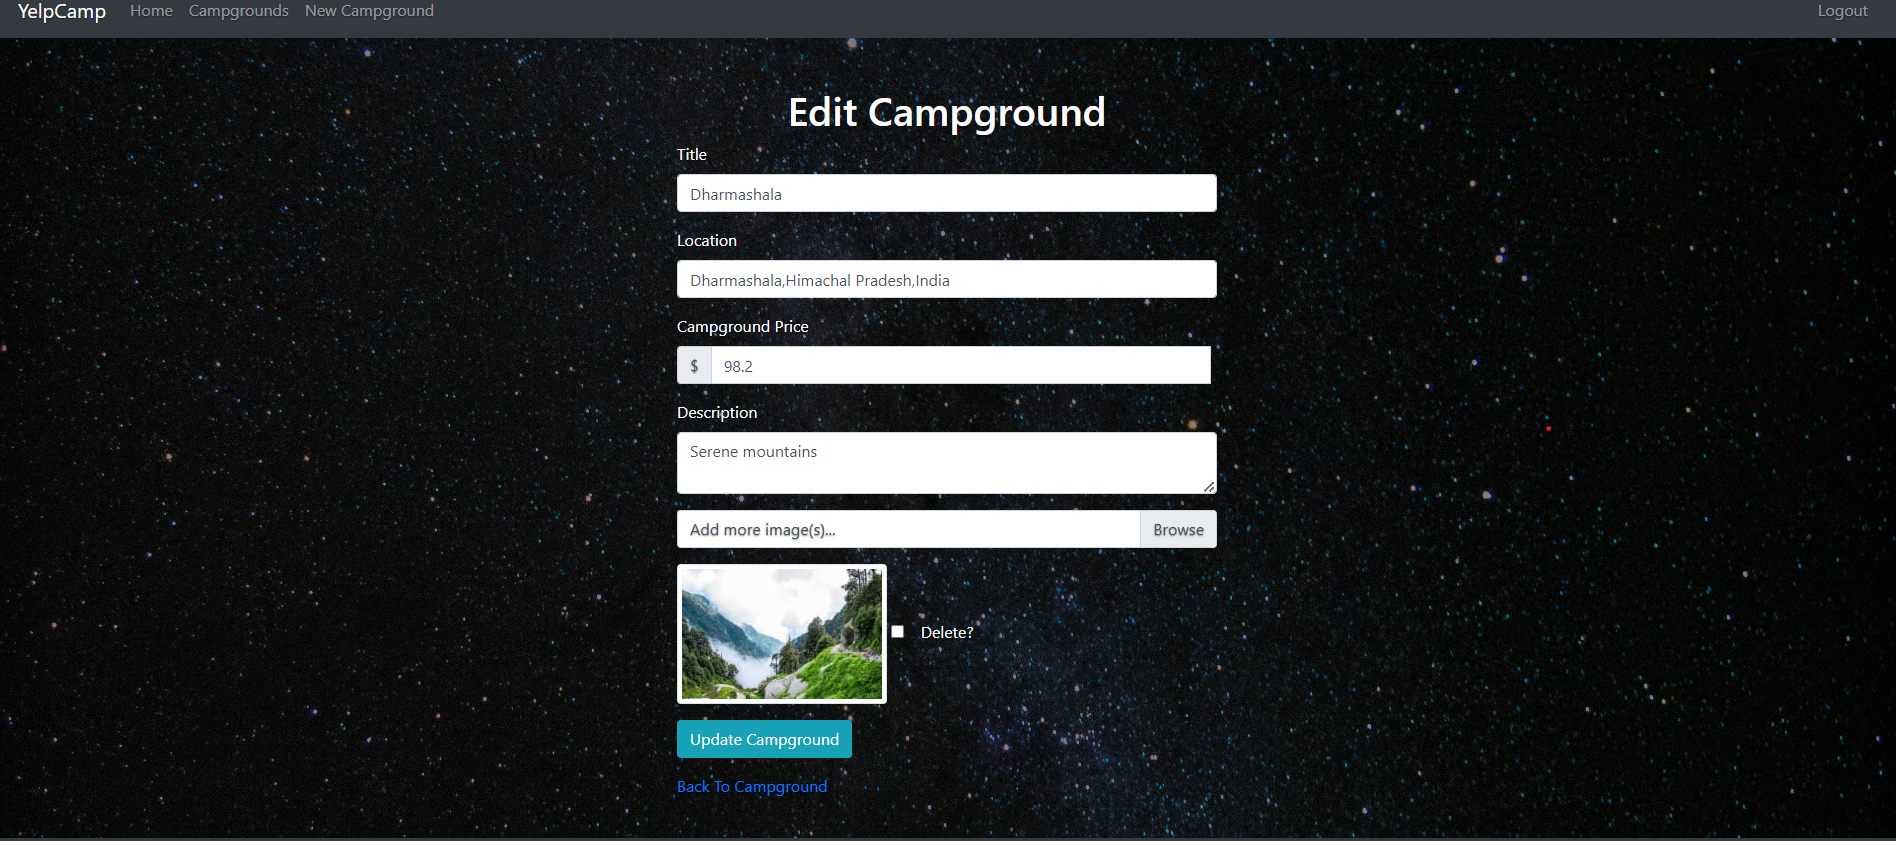 YelpCamp Home Campgrounds New Campground Logout
Edit Campground
Title
Dharmashala
Location
Dharmashala,Himachal Pradesh,India
Campground Price
$ 98.2
Description
Serene mountains
Add more image(s)... Browse
Delete?
Update Campground
Back To Campground